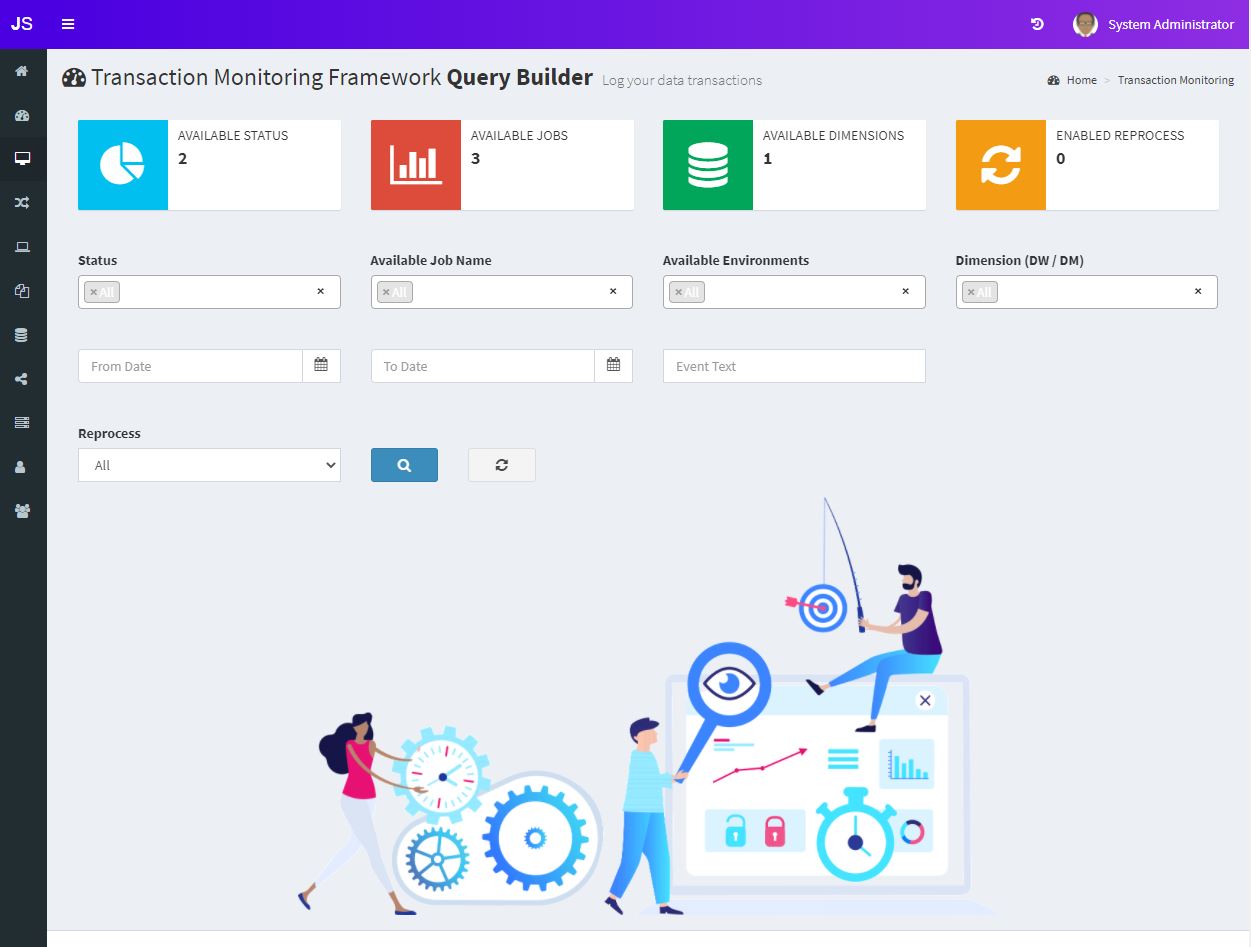 JS
System Administrator
Transaction Monitoring Framework Query Builder Log your data transactions
Home > Transaction Monitoring
AVAILABLE STATUS
2
AVAILABLE JOBS
3
AVAILABLE DIMENSIONS
1
ENABLED REPROCESS
0
Status
Available Job Name
Available Environments
Dimension (DW / DM)
× All ×
× All ×
× All ×
× All ×
From Date
To Date
Event Text
Reprocess
All